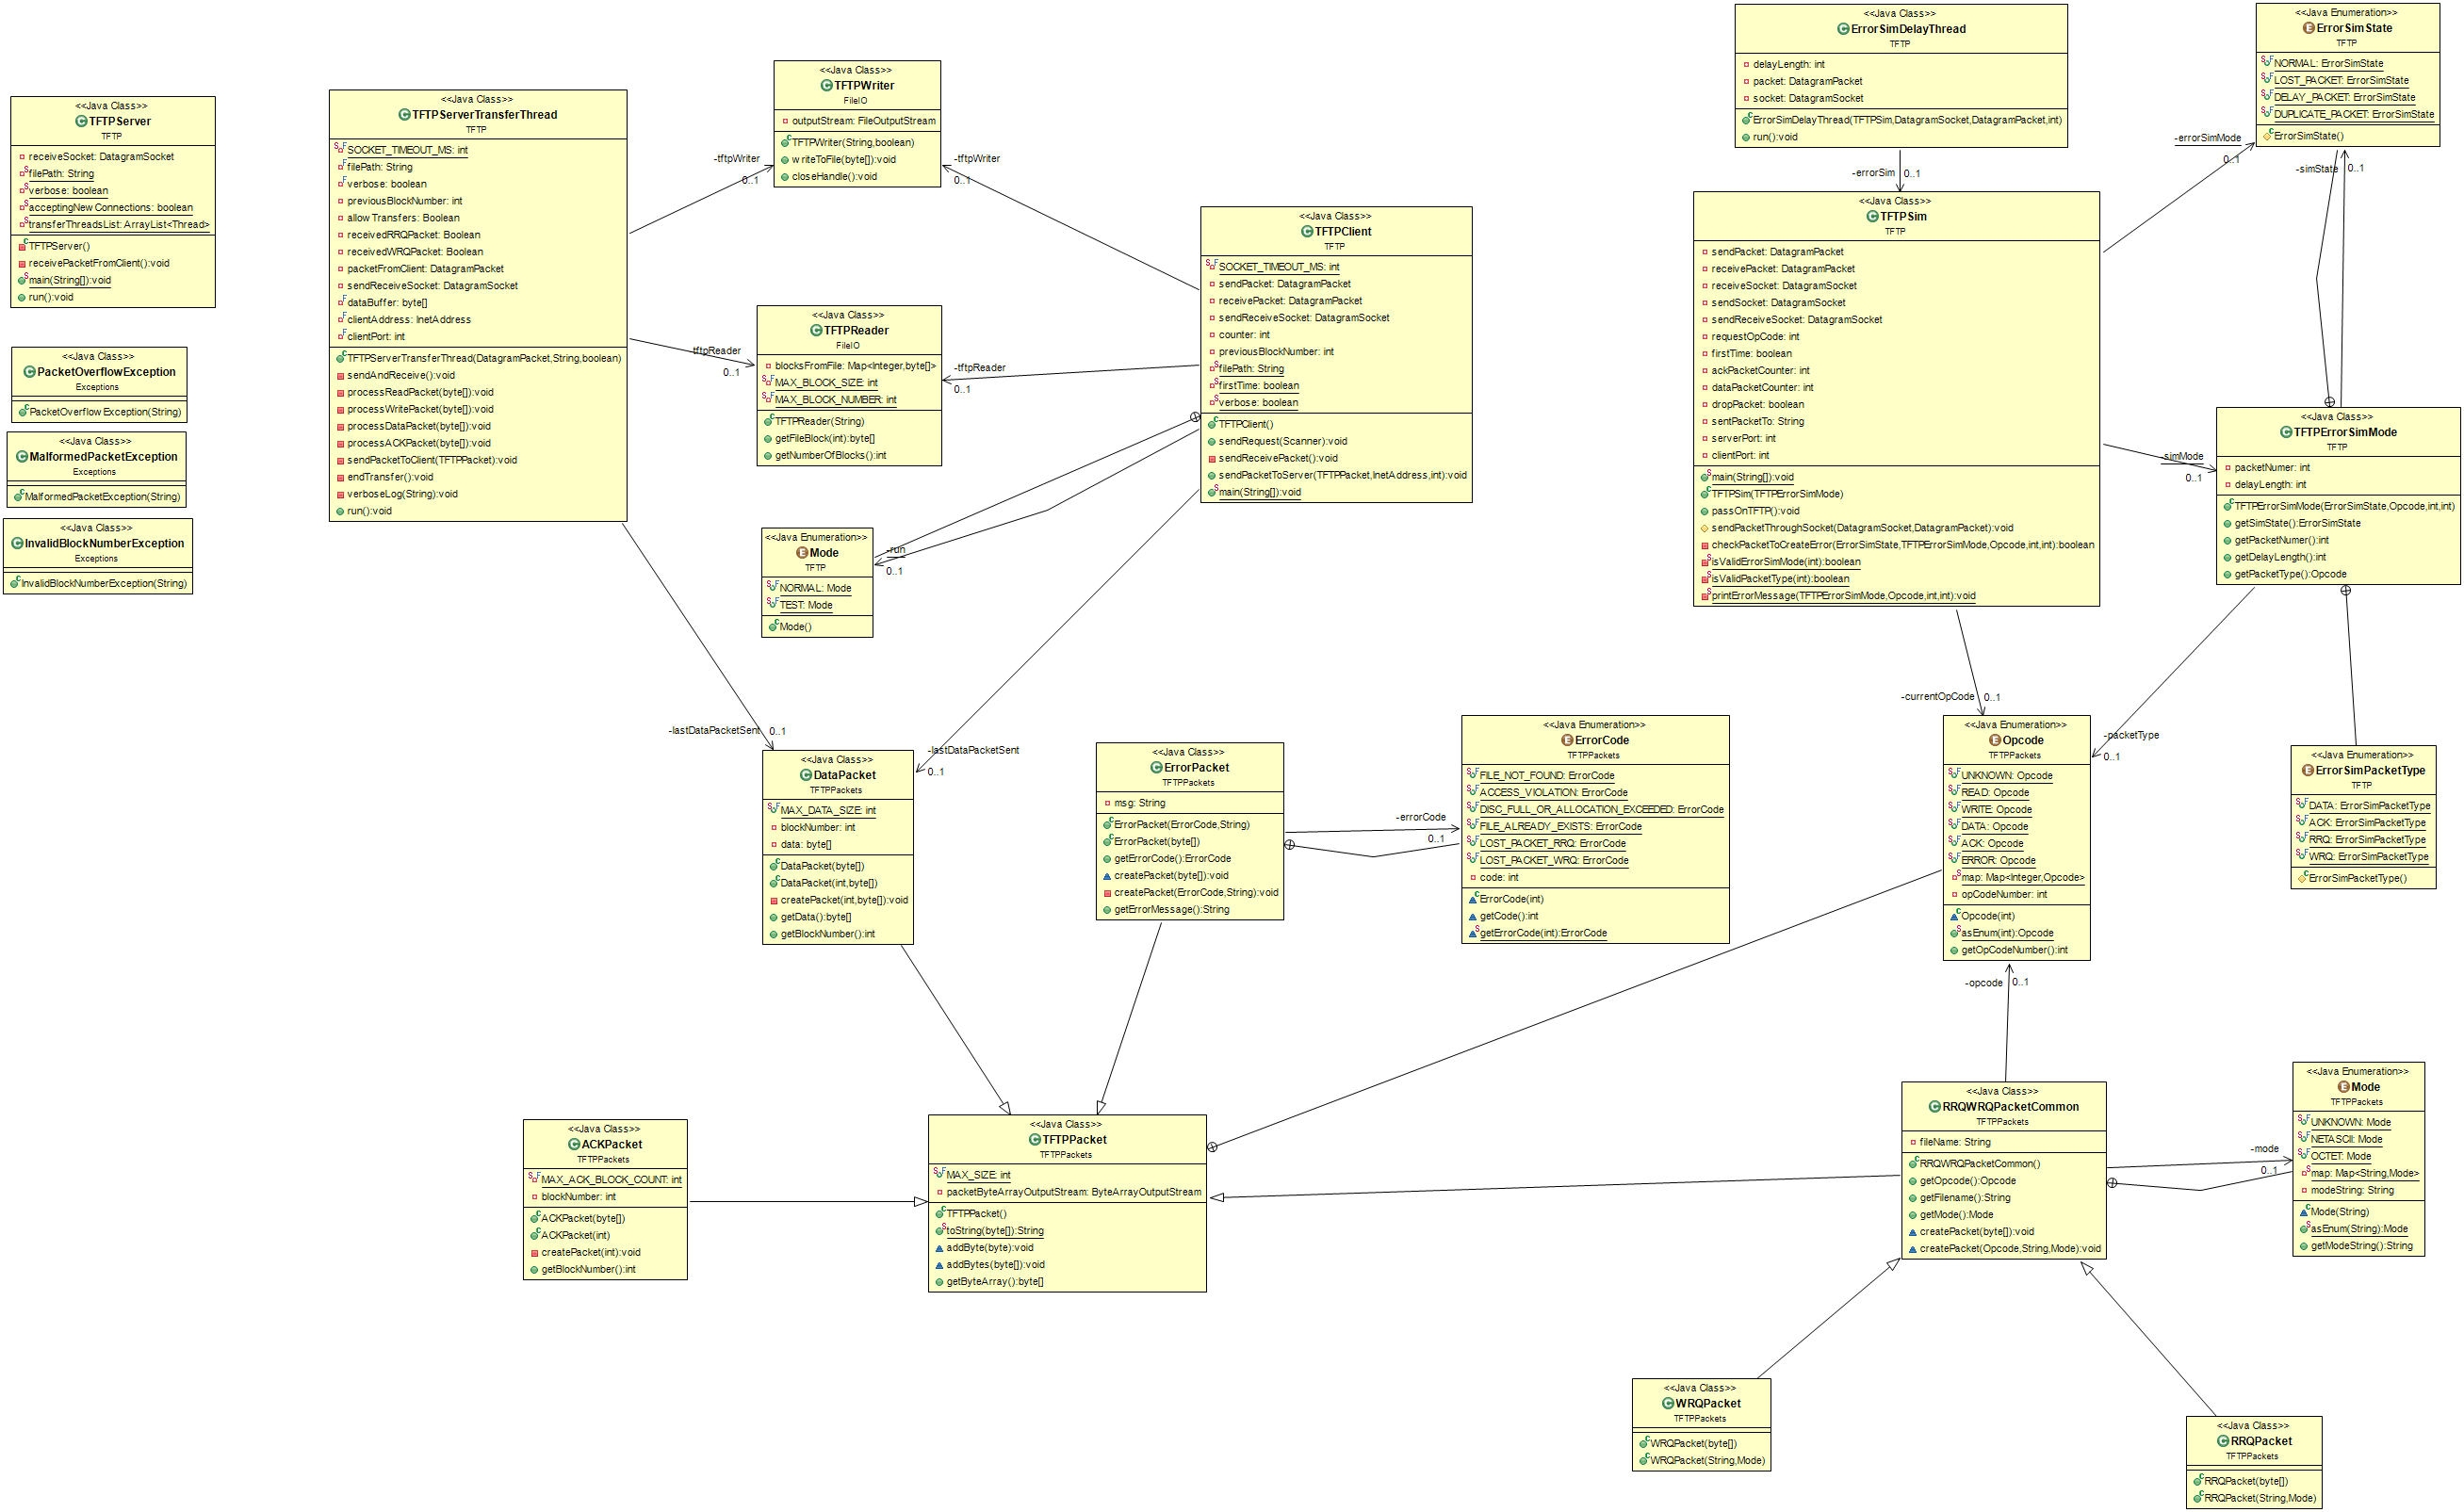 <<Java Class>>
TFTPServer
TFTP
receiveSocket: DatagramSocket
filePath: String
verbose: boolean
acceptingNewConnections: boolean
transferThreadsList: ArrayList<Thread>
TFTPServer()
receivePacketFromClient():void
main(String[]):void
run():void
<<Java Class>>
PacketOverflowException
Exceptions
PacketOverflowException(String)
<<Java Class>>
MalformedPacketException
Exceptions
MalformedPacketException(String)
<<Java Class>>
InvalidBlockNumberException
Exceptions
InvalidBlockNumberException(String)
<<Java Class>>
TFTPServerTransferThread
TFTP
SOCKET_TIMEOUT_MS: int
filePath: String
verbose: boolean
previousBlockNumber: int
allowTransfers: Boolean
receivedRRQPacket: Boolean
receivedWRQPacket: Boolean
packetFromClient: DatagramPacket
sendReceiveSocket: DatagramSocket
dataBuffer: byte[]
clientAddress: InetAddress
clientPort: int
TFTPServerTransferThread(DatagramPacket,String,boolean)
sendAndReceive():void
processReadPacket(byte[]):void
processWritePacket(byte[]):void
processDataPacket(byte[]):void
processACKPacket(byte[]):void
sendPacketToClient(TFTPPacket):void
endTransfer():void
verboseLog(String):void
run():void
<<Java Class>>
TFTPWriter
FileIO
outputStream: FileOutputStream
TFTPWriter(String,boolean)
writeToFile(byte[]):void
closeHandle():void
-tftpWriter
0..1
-tftpWriter
0..1
<<Java Class>>
TFTPReader
FileIO
blocksFromFile: Map<Integer,byte[]>
MAX_BLOCK_SIZE: int
MAX_BLOCK_NUMBER: int
TFTPReader(String)
getFileBlock(int):byte[]
getNumberOfBlocks():int
-tftpReader
0..1
-tftpReader
0..1
<<Java Class>>
TFTPClient
TFTP
SOCKET_TIMEOUT_MS: int
sendPacket: DatagramPacket
receivePacket: DatagramPacket
sendReceiveSocket: DatagramSocket
counter: int
previousBlockNumber: int
filePath: String
firstTime: boolean
verbose: boolean
TFTPClient()
sendRequest(Scanner):void
sendReceivePacket():void
sendPacketToServer(TFTPPacket,InetAddress,int):void
main(String[]):void
<<Java Enumeration>>
Mode
TFTP
NORMAL: Mode
TEST: Mode
Mode()
-run
0..1
<<Java Class>>
ErrorSimDelayThread
TFTP
delayLength: int
packet: DatagramPacket
socket: DatagramSocket
ErrorSimDelayThread(TFTPSim,DatagramSocket,DatagramPacket,int)
run():void
-errorSim
0..1
<<Java Class>>
TFTPSim
TFTP
sendPacket: DatagramPacket
receivePacket: DatagramPacket
receiveSocket: DatagramSocket
sendSocket: DatagramSocket
sendReceiveSocket: DatagramSocket
requestOpCode: int
firstTime: boolean
ackPacketCounter: int
dataPacketCounter: int
dropPacket: boolean
sentPacketTo: String
serverPort: int
clientPort: int
main(String[]):void
TFTPSim(TFTPErrorSimMode)
passOnTFTP():void
sendPacketThroughSocket(DatagramSocket,DatagramPacket):void
checkPacketToCreateError(ErrorSimState,TFTPErrorSimMode,Opcode,int,int):boolean
isValidErrorSimMode(int):boolean
isValidPacketType(int):boolean
printErrorMessage(TFTPErrorSimMode,Opcode,int,int):void
<<Java Enumeration>>
ErrorSimState
TFTP
NORMAL: ErrorSimState
LOST_PACKET: ErrorSimState
DELAY_PACKET: ErrorSimState
DUPLICATE_PACKET: ErrorSimState
ErrorSimState()
-errorSimMode
0..1
-simState
0..1
<<Java Class>>
TFTPErrorSimMode
TFTP
packetNumer: int
delayLength: int
TFTPErrorSimMode(ErrorSimState,Opcode,int,int)
getSimState():ErrorSimState
getPacketNumer():int
getDelayLength():int
getPacketType():Opcode
-simMode
0..1
-currentOpCode
0..1
-packetType
0..1
<<Java Enumeration>>
ErrorSimPacketType
TFTP
DATA: ErrorSimPacketType
ACK: ErrorSimPacketType
RRQ: ErrorSimPacketType
WRQ: ErrorSimPacketType
ErrorSimPacketType()
<<Java Enumeration>>
Opcode
TFTPPackets
UNKNOWN: Opcode
READ: Opcode
WRITE: Opcode
DATA: Opcode
ACK: Opcode
ERROR: Opcode
map: Map<Integer,Opcode>
opCodeNumber: int
Opcode(int)
asEnum(int):Opcode
getOpCodeNumber():int
-opcode
0..1
-lastDataPacketSent
0..1
-lastDataPacketSent
0..1
<<Java Class>>
DataPacket
TFTPPackets
MAX_DATA_SIZE: int
blockNumber: int
data: byte[]
DataPacket(byte[])
DataPacket(int,byte[])
createPacket(int,byte[]):void
getData():byte[]
getBlockNumber():int
<<Java Class>>
ErrorPacket
TFTPPackets
msg: String
ErrorPacket(ErrorCode,String)
ErrorPacket(byte[])
getErrorCode():ErrorCode
createPacket(byte[]):void
createPacket(ErrorCode,String):void
getErrorMessage():String
-errorCode
0..1
<<Java Enumeration>>
ErrorCode
TFTPPackets
FILE_NOT_FOUND: ErrorCode
ACCESS_VIOLATION: ErrorCode
DISC_FULL_OR_ALLOCATION_EXCEEDED: ErrorCode
FILE_ALREADY_EXISTS: ErrorCode
LOST_PACKET_RRQ: ErrorCode
LOST_PACKET_WRQ: ErrorCode
code: int
ErrorCode(int)
getCode():int
getErrorCode(int):ErrorCode
<<Java Class>>
ACKPacket
TFTPPackets
MAX_ACK_BLOCK_COUNT: int
blockNumber: int
ACKPacket(byte[])
ACKPacket(int)
createPacket(int):void
getBlockNumber():int
<<Java Class>>
TFTPPacket
TFTPPackets
MAX_SIZE: int
packetByteArrayOutputStream: ByteArrayOutputStream
TFTPPacket()
toString(byte[]):String
addByte(byte):void
addBytes(byte[]):void
getByteArray():byte[]
<<Java Class>>
RRQWRQPacketCommon
TFTPPackets
fileName: String
RRQWRQPacketCommon()
getOpcode():Opcode
getFilename():String
getMode():Mode
createPacket(byte[]):void
createPacket(Opcode,String,Mode):void
-mode
0..1
<<Java Enumeration>>
Mode
TFTPPackets
UNKNOWN: Mode
NETASCII: Mode
OCTET: Mode
map: Map<String,Mode>
modeString: String
Mode(String)
asEnum(String):Mode
getModeString():String
<<Java Class>>
WRQPacket
TFTPPackets
WRQPacket(byte[])
WRQPacket(String,Mode)
<<Java Class>>
RRQPacket
TFTPPackets
RRQPacket(byte[])
RRQPacket(String,Mode)